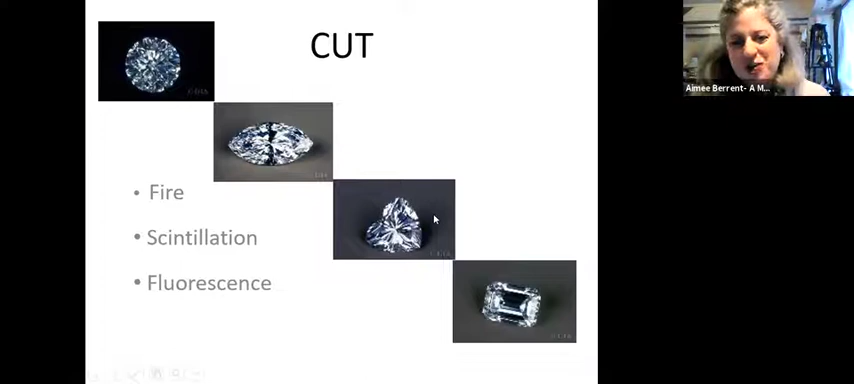 CUT
Aimee Berrent- A M...
• Fire
• Scintillation
• Fluorescence